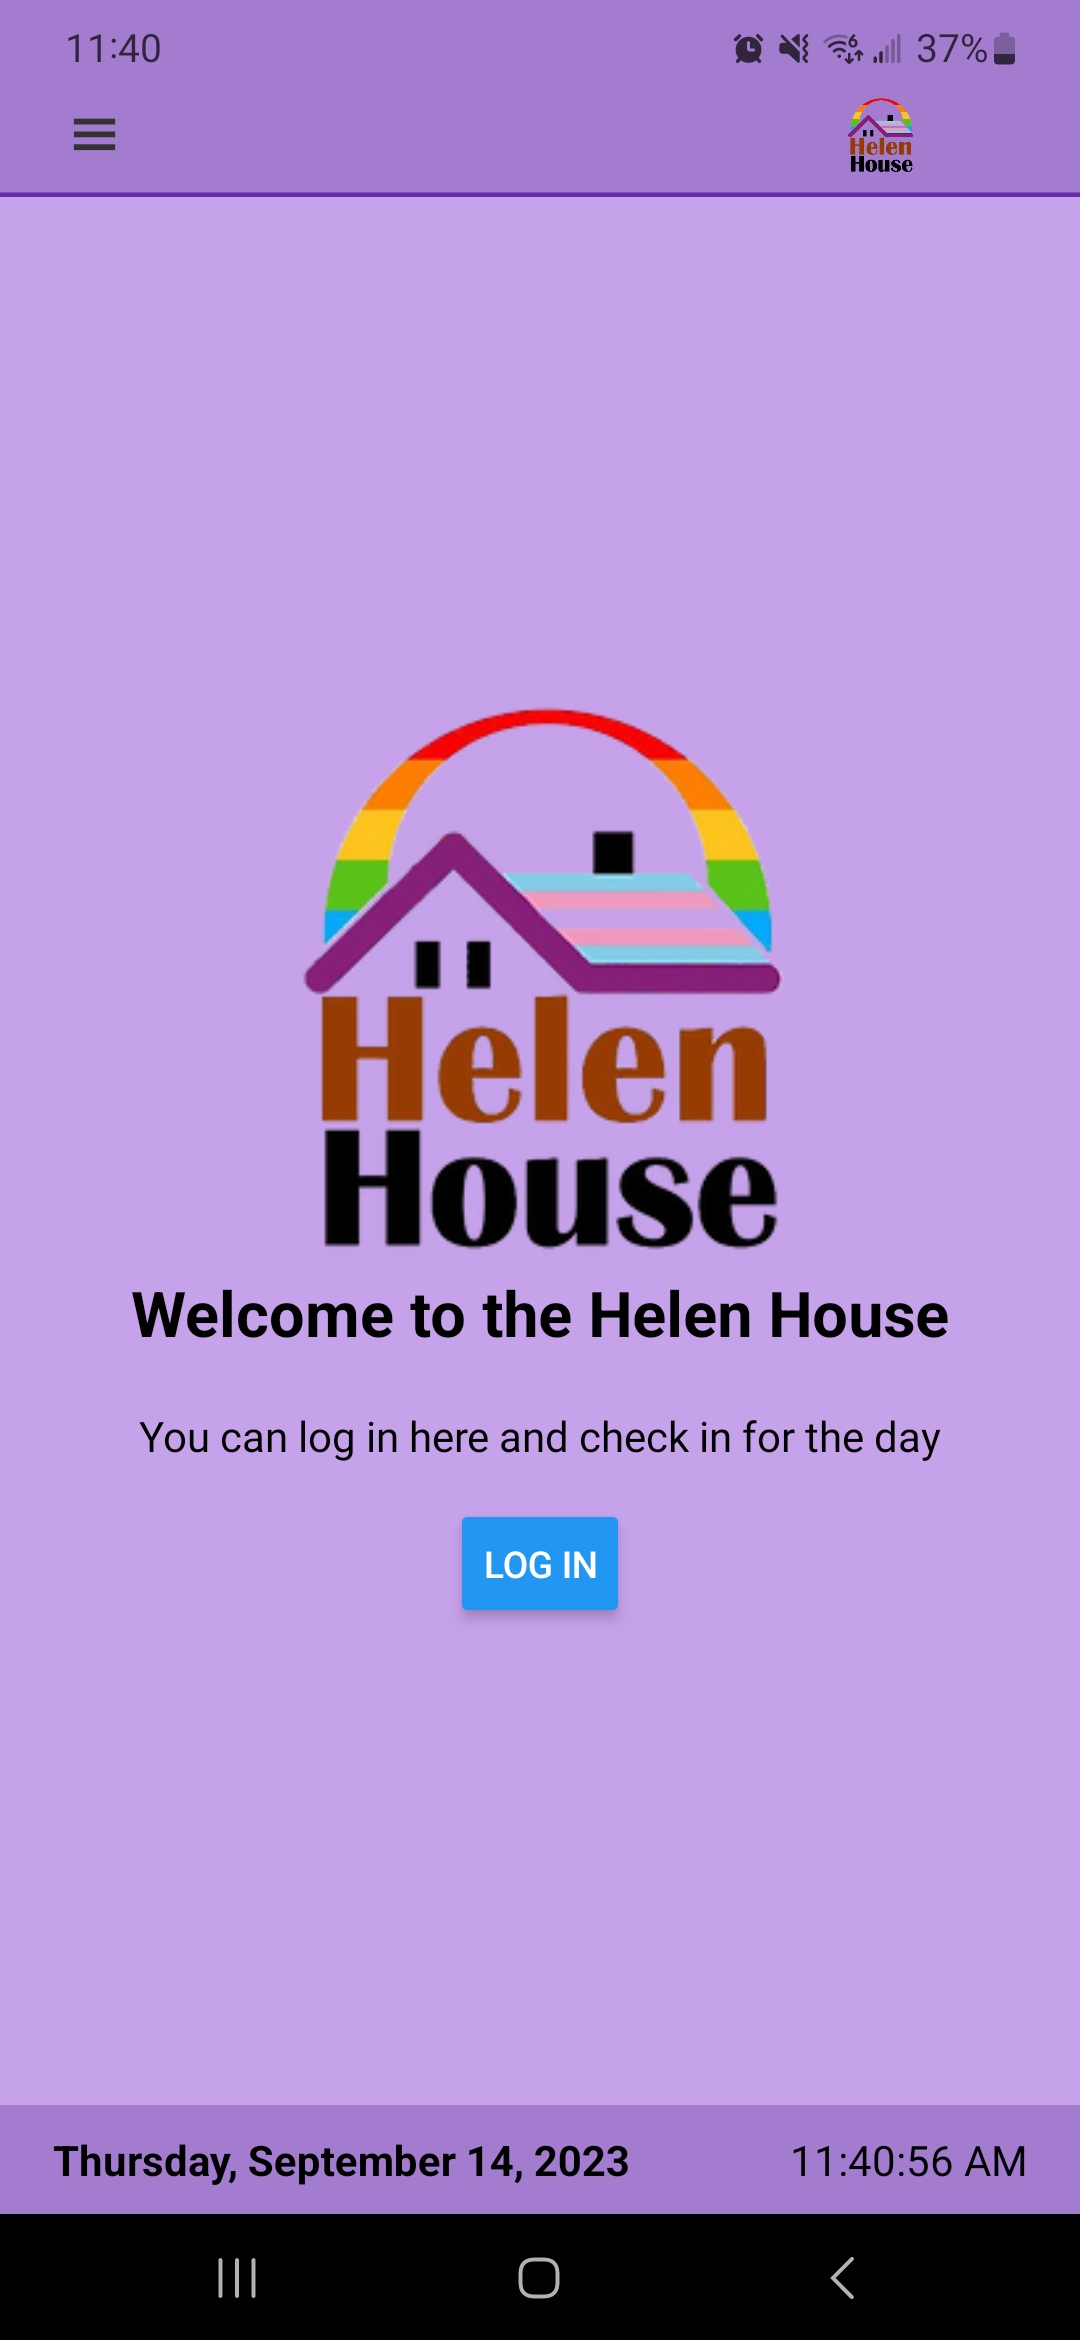 11:40
6 37%
Helen
House
Helen
House
Welcome to the Helen House
You can log in here and check in for the day
LOG IN
Thursday, September 14, 2023 11:40:56 AM